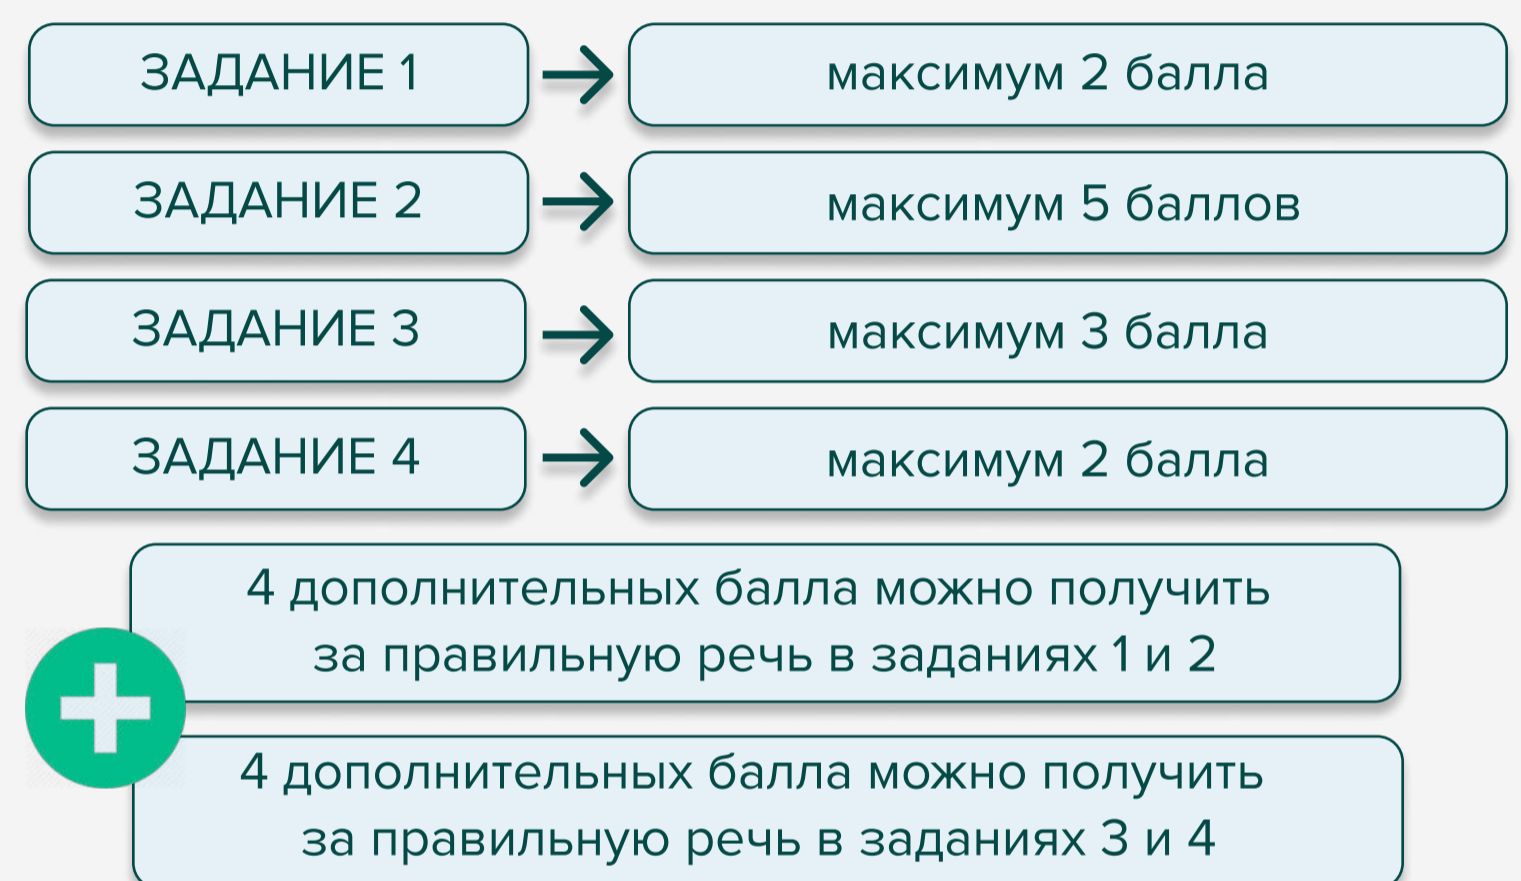 ЗАДАНИЕ 1 максимум 2 балла
ЗАДАНИЕ 2 максимум 5 баллов
ЗАДАНИЕ 3 максимум 3 балла
ЗАДАНИЕ 4 максимум 2 балла
4 дополнительных балла можно получить
за правильную речь в заданиях 1 и 2
4 дополнительных балла можно получить
за правильную речь в заданиях 3 и 4